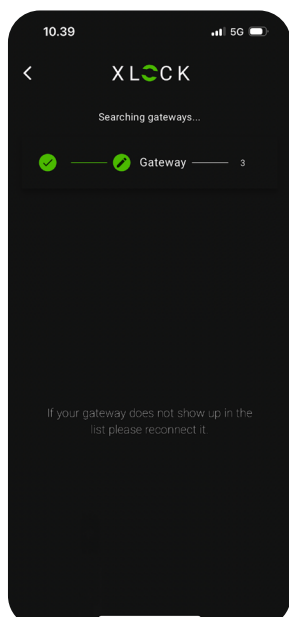 10.39 5G
XLOCK
Searching gateways...
Gateway 3
If your gateway does not show up in the
list please reconnect it.